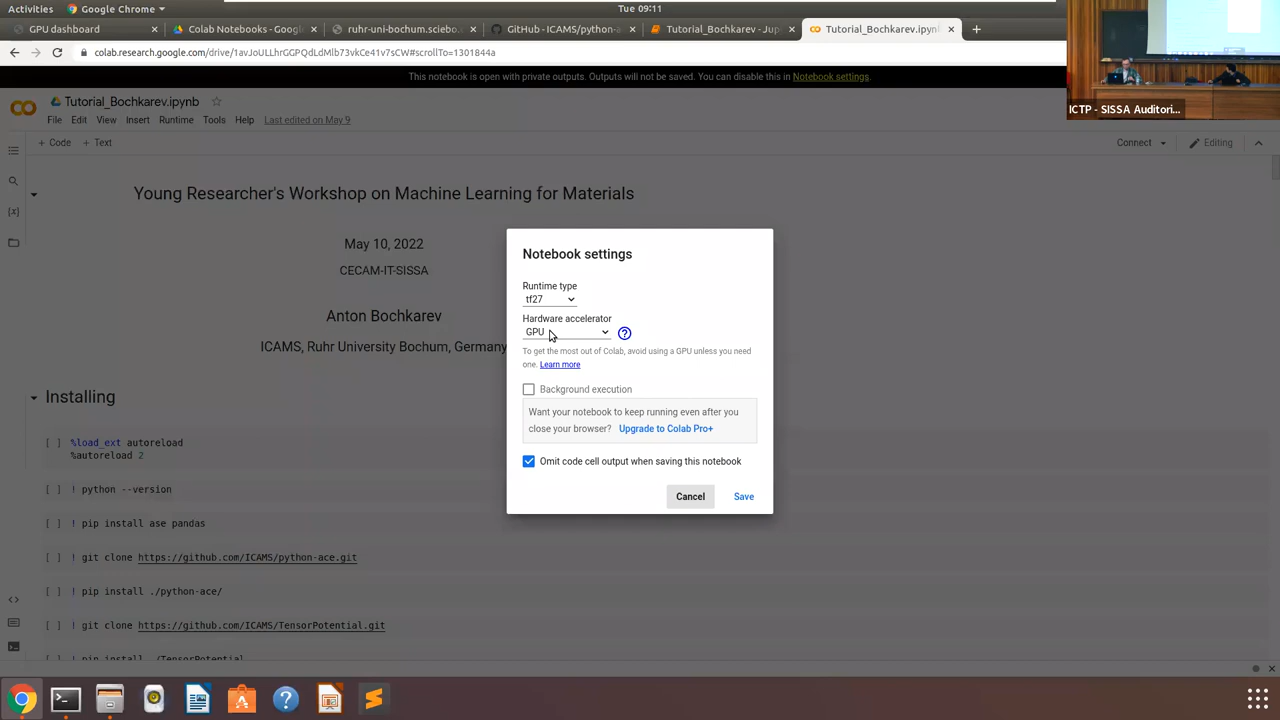 Activities
Google Chrome
Tue 09:11
GPU dashboard
Colab Notebooks - Googl
ruhr-uni-bochum.sciebo.
GitHub - ICAMS/python-a
Tutorial_Bochkarev - Jup
Tutorial_Bochkarev.ipyn
colab.research.google.com/drive/1avJoULLhrGGPQdLdMlb73vkCe41v7sCW#scrollTo=1301844a
This notebook is open with private outputs. Outputs will not be saved. You can disable this in Notebook settings.
Tutorial_Bochkarev.ipynb
File Edit View Insert Runtime Tools Help Last edited on May 9
ICTP - SISSA Auditori...
+ Code + Text
Connect
Editing
Young Researcher's Workshop on Machine Learning for Materials
May 10, 2022
CECAM-IT-SISSA
Anton Bochkarev
ICAMS, Ruhr University Bochum, Germany
Notebook settings
Runtime type
tf27
Hardware accelerator
GPU
To get the most out of Colab, avoid using a GPU unless you need
one. Learn more
Background execution
Want your notebook to keep running even after you
close your browser? Upgrade to Colab Pro+
Omit code cell output when saving this notebook
Cancel
Save
Installing
[ ] %load_ext autoreload
%autoreload 2
[ ] ! python --version
[ ] ! pip install ase pandas
[ ] ! git clone https://github.com/ICAMS/python-ace.git
[ ] ! pip install ./python-ace/
[ ] ! git clone https://github.com/ICAMS/TensorPotential.git
[ ] ! pip install ./TensorPotential